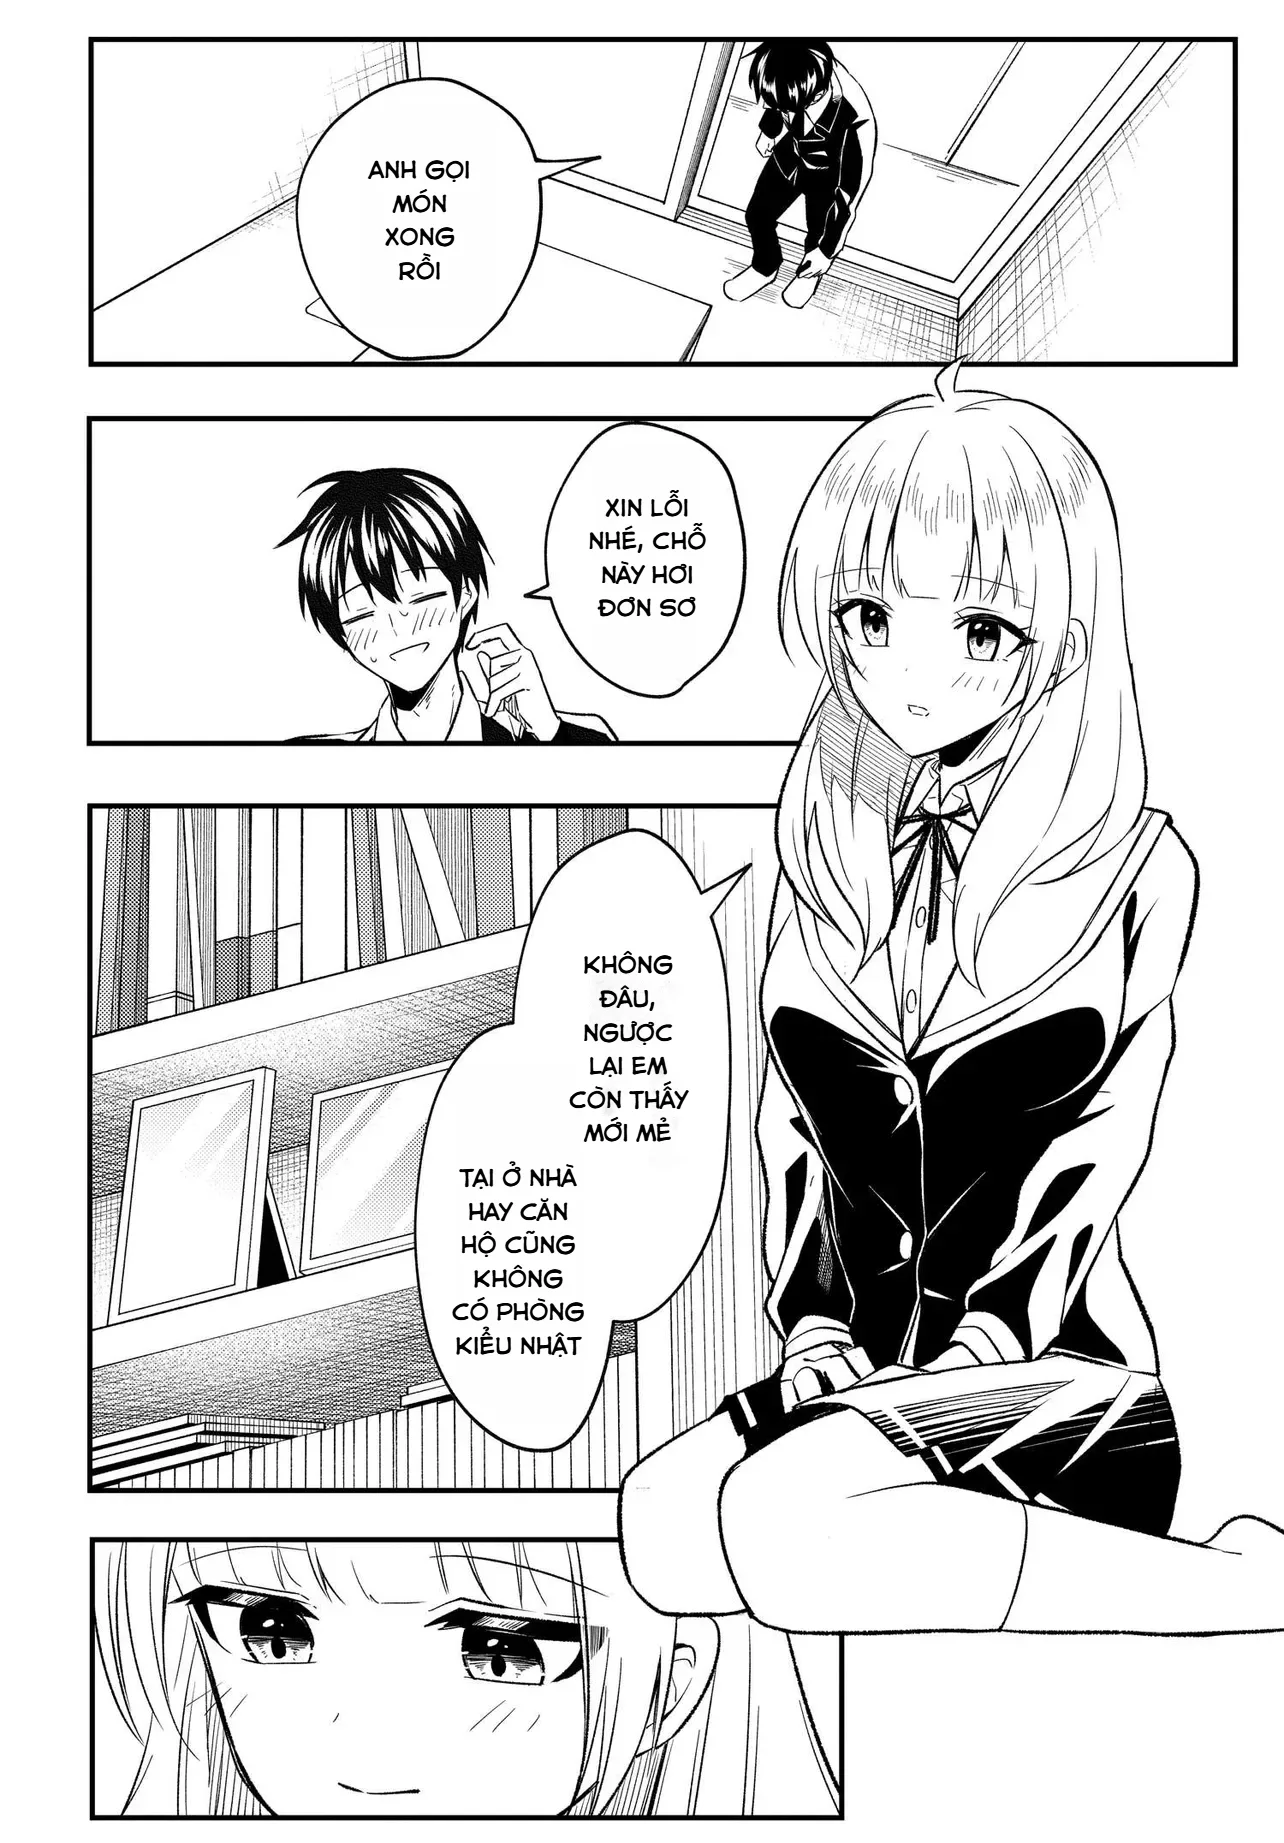 ANH GỌI
MÓN
XONG
RỒI
XIN LỖI
NHÉ, CHỖ
NÀY HƠI
ĐƠN SƠ
KHÔNG
ĐÂU,
NGƯỢC
LẠI EM
CÒN THẤY
MỚI MẺ
TẠI Ở NHÀ
HAY CĂN
HỘ CŨNG
KHÔNG
CÓ PHÒNG
KIỂU NHẬT